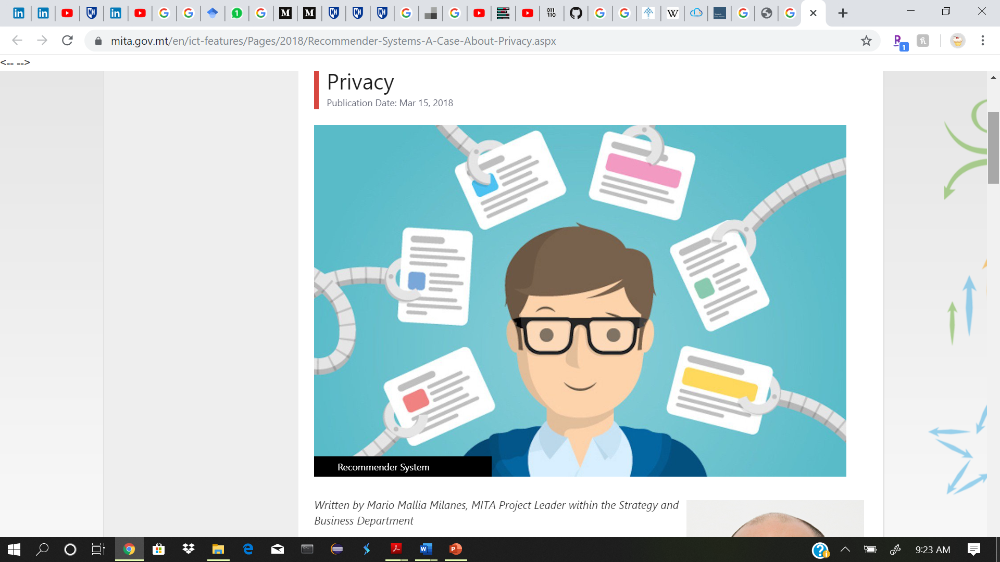 mita.gov.mt/en/ict-features/Pages/2018/Recommender-Systems-A-Case-About-Privacy.aspx
1
<-- -->
Privacy
Publication Date: Mar 15, 2018
Recommender System
Written by Mario Mallia Milanes, MITA Project Leader within the Strategy and
Business Department
9:23 AM